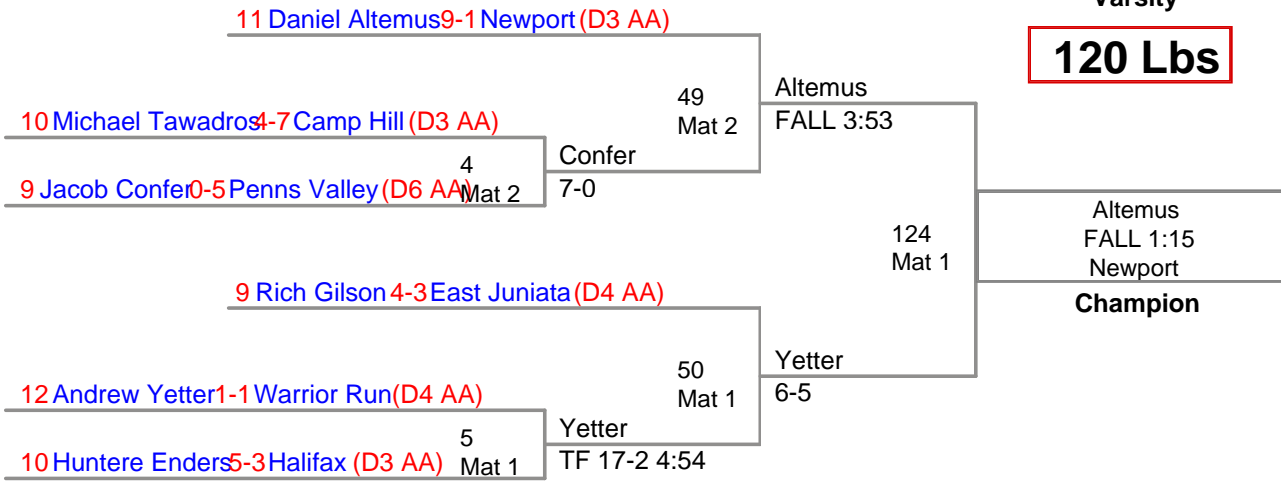 Varsity
120 Lbs
11 Daniel Altemus 9-1 Newport (D3 AA)
49
Mat 2
Altemus
FALL 3:53
10 Michael Tawadros 4-7 Camp Hill (D3 AA)
4
Mat 2
Confer
7-0
9 Jacob Confer 0-5 Penns Valley (D6 AA)
124
Mat 1
Altemus
FALL 1:15
Newport
Champion
9 Rich Gilson 4-3 East Juniata (D4 AA)
50
Mat 1
Yetter
6-5
12 Andrew Yetter 1-1 Warrior Run (D4 AA)
5
Mat 1
Yetter
TF 17-2 4:54
10 Huntere Enders 5-3 Halifax (D3 AA)